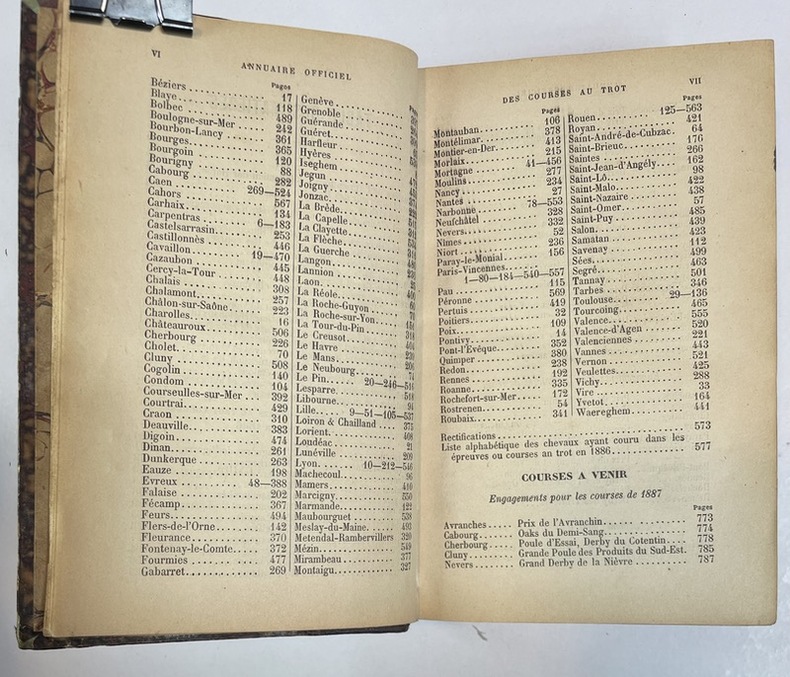 VI
ANNUAIRE OFFICIEL
Pages
Béziers 17
Blaye 118
Bolbec 489
Boulogne-sur-Mer 242
Bourbon-Lancy 361
Bourges 365
Bourgoin 120
Bourigny 88
Cabourg 282
Caen 269—524
Cahors 567
Carhaix 134
Carpentras 6—183
Castelsarrasin 253
Castillonnès 446
Cavaillon 19—470
Cazaubon 445
Cercy-la-Tour 448
Chalais 308
Chalamont 257
Châlon-sur-Saône 223
Charolles 16
Châteauroux 506
Cherbourg 226
Cholet 70
Cluny 508
Cogolin 140
Condom 104
Courseulles-sur-Mer 392
Courtrai 429
Craon 310
Deauville 383
Digoin 474
Dinan 261
Dunkerque 263
Eauze 198
Evreux 48—388
Falaise 202
Fécamp 367
Feurs 494
Flers-de-l'Orne 142
Fleurance 370
Fontenay-le-Comte 372
Fourmies 477
Gabarret 269
Genève
Grenoble
Guérande
Guéret
Harfleur
Hyères
Iseghem
Jegun
Joigny
Jonzac
La Brède
La Capelle
La Clayette
La Flèche
La Guerche
Langon
Lannion
Laon
La Réole
La Roche-Guyon
La Roche-sur-Yon
La Tour-du-Pin
Le Creusot
Le Havre
Le Mans
Le Neubourg
Le Pin
Lesparre
Libourne
Lille 9—51—105—537
Loiron & Chailland 375
Lorient 408
Loudéac 21
Lunéville 209
Lyon 10—212—546
Machecoul 96
Mamers 410
Marcigny 550
Marmande 122
Maubourguet 538
Meslay-du-Maine 493
Metendal-Rambervillers 320
Mézin 549
Mirambeau 377
Montaigu 327
DES COURSES AU TROT
VII
Pages
Montauban 106
Montélimar 378
Montier-en-Der 413
Morlaix 215
Mortagne 41—456
Moulins 277
Nancy 234
Nantes 27
Narbonne 78—553
Neufchâtel 328
Nevers 332
Nîmes 52
Niort 236
Paray-le-Monial 156
Paris-Vincennes
1—80—184—540—557
Pau 115
Péronne 569
Pertuis 419
Poitiers 32
Poix 109
Pontivy 14
Pont-l'Evêque 352
Quimper 380
Redon 238
Rennes 192
Roanne 335
Rochefort-sur-Mer 172
Rostrenen 54
Roubaix 341
Pages
Rouen 125—563
Royan 421
Saint-André-de-Cubzac 64
Saint-Brieuc 176
Saintes 266
Saint-Jean-d'Angély 162
Saint-Lô 98
Saint-Malo 422
Saint-Nazaire 438
Saint-Omer 57
Saint-Puy 485
Salon 439
Samatan 423
Savenay 112
Sées 499
Segré 463
Tannay 501
Tarbes 346
Toulouse 29—136
Tourcoing 465
Valence 555
Valence-d'Agen 520
Valenciennes 221
Vannes 443
Vernon 521
Veulettes 425
Vichy 288
Vire 33
Yvetot 164
Waereghem 441
Rectifications 573
Liste alphabétique des chevaux ayant couru dans les
épreuves ou courses an trot en 1886 577
COURSES A VENIR
Engagements pour les courses de 1887
Pages
Avranches Prix de l'Avranchin 773
Cabourg Oaks du Demi-Sang 774
Cherbourg Poule d'Essai, Derby du Cotentin 778
Cluny Grande Poule des Produits du Sud-Est. 785
Nevers Grand Derby de la Nièvre 787